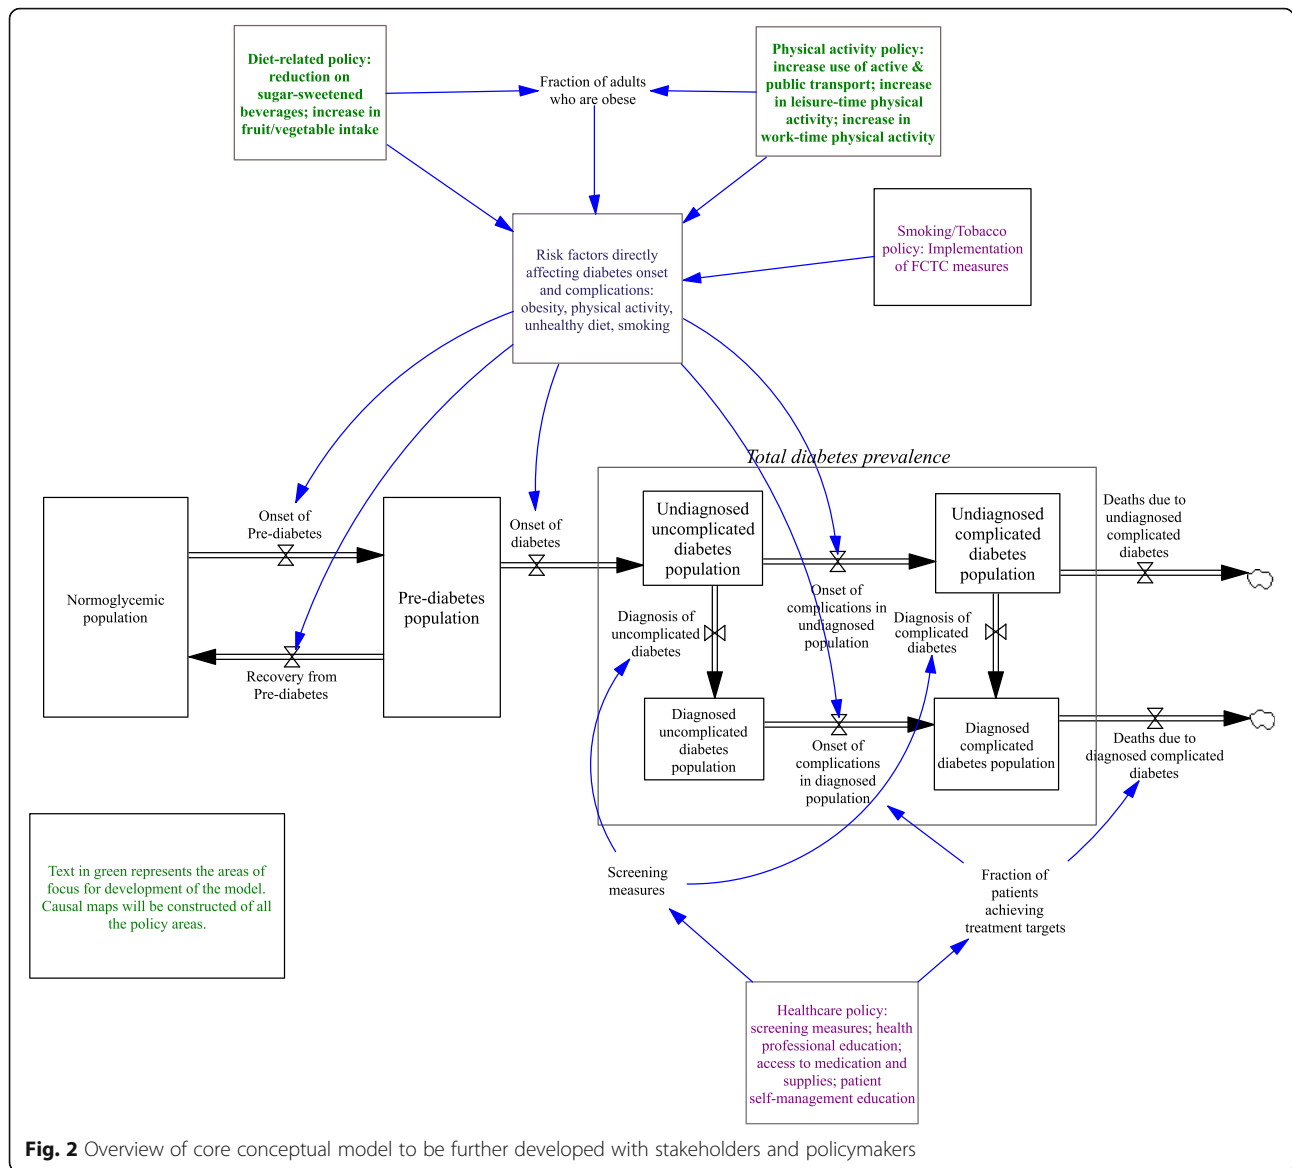 Diet-related policy:
reduction on
sugar-sweetened
beverages; increase in
fruit/vegetable intake
Fraction of adults
who are obese
Physical activity policy:
increase use of active &
public transport; increase
in leisure-time physical
activity; increase in
work-time physical activity
Smoking/Tobacco
policy: Implementation
of FCTC measures
Risk factors directly
affecting diabetes onset
and complications:
obesity, physical activity,
unhealthy diet, smoking
Total diabetes prevalence
Normoglycemic
population
Onset of
Pre-diabetes
Recovery from
Pre-diabetes
Pre-diabetes
population
Onset of
diabetes
Undiagnosed
uncomplicated
diabetes
population
Onset of
complications in
undiagnosed
population
Undiagnosed
complicated
diabetes
population
Deaths due to
undiagnosed
complicated
diabetes
Diagnosis of
uncomplicated
diabetes
Diagnosis of
complicated
diabetes
Diagnosed
uncomplicated
diabetes
population
Onset of
complications
in diagnosed
population
Diagnosed
complicated
diabetes population
Deaths due to
diagnosed complicated
diabetes
Text in green represents the areas of
focus for development of the model.
Causal maps will be constructed of all
the policy areas.
Screening
measures
Fraction of
patients
achieving
treatment targets
Healthcare policy:
screening measures; health
professional education;
access to medication and
supplies; patient
self-management education
Fig. 2 Overview of core conceptual model to be further developed with stakeholders and policymakers